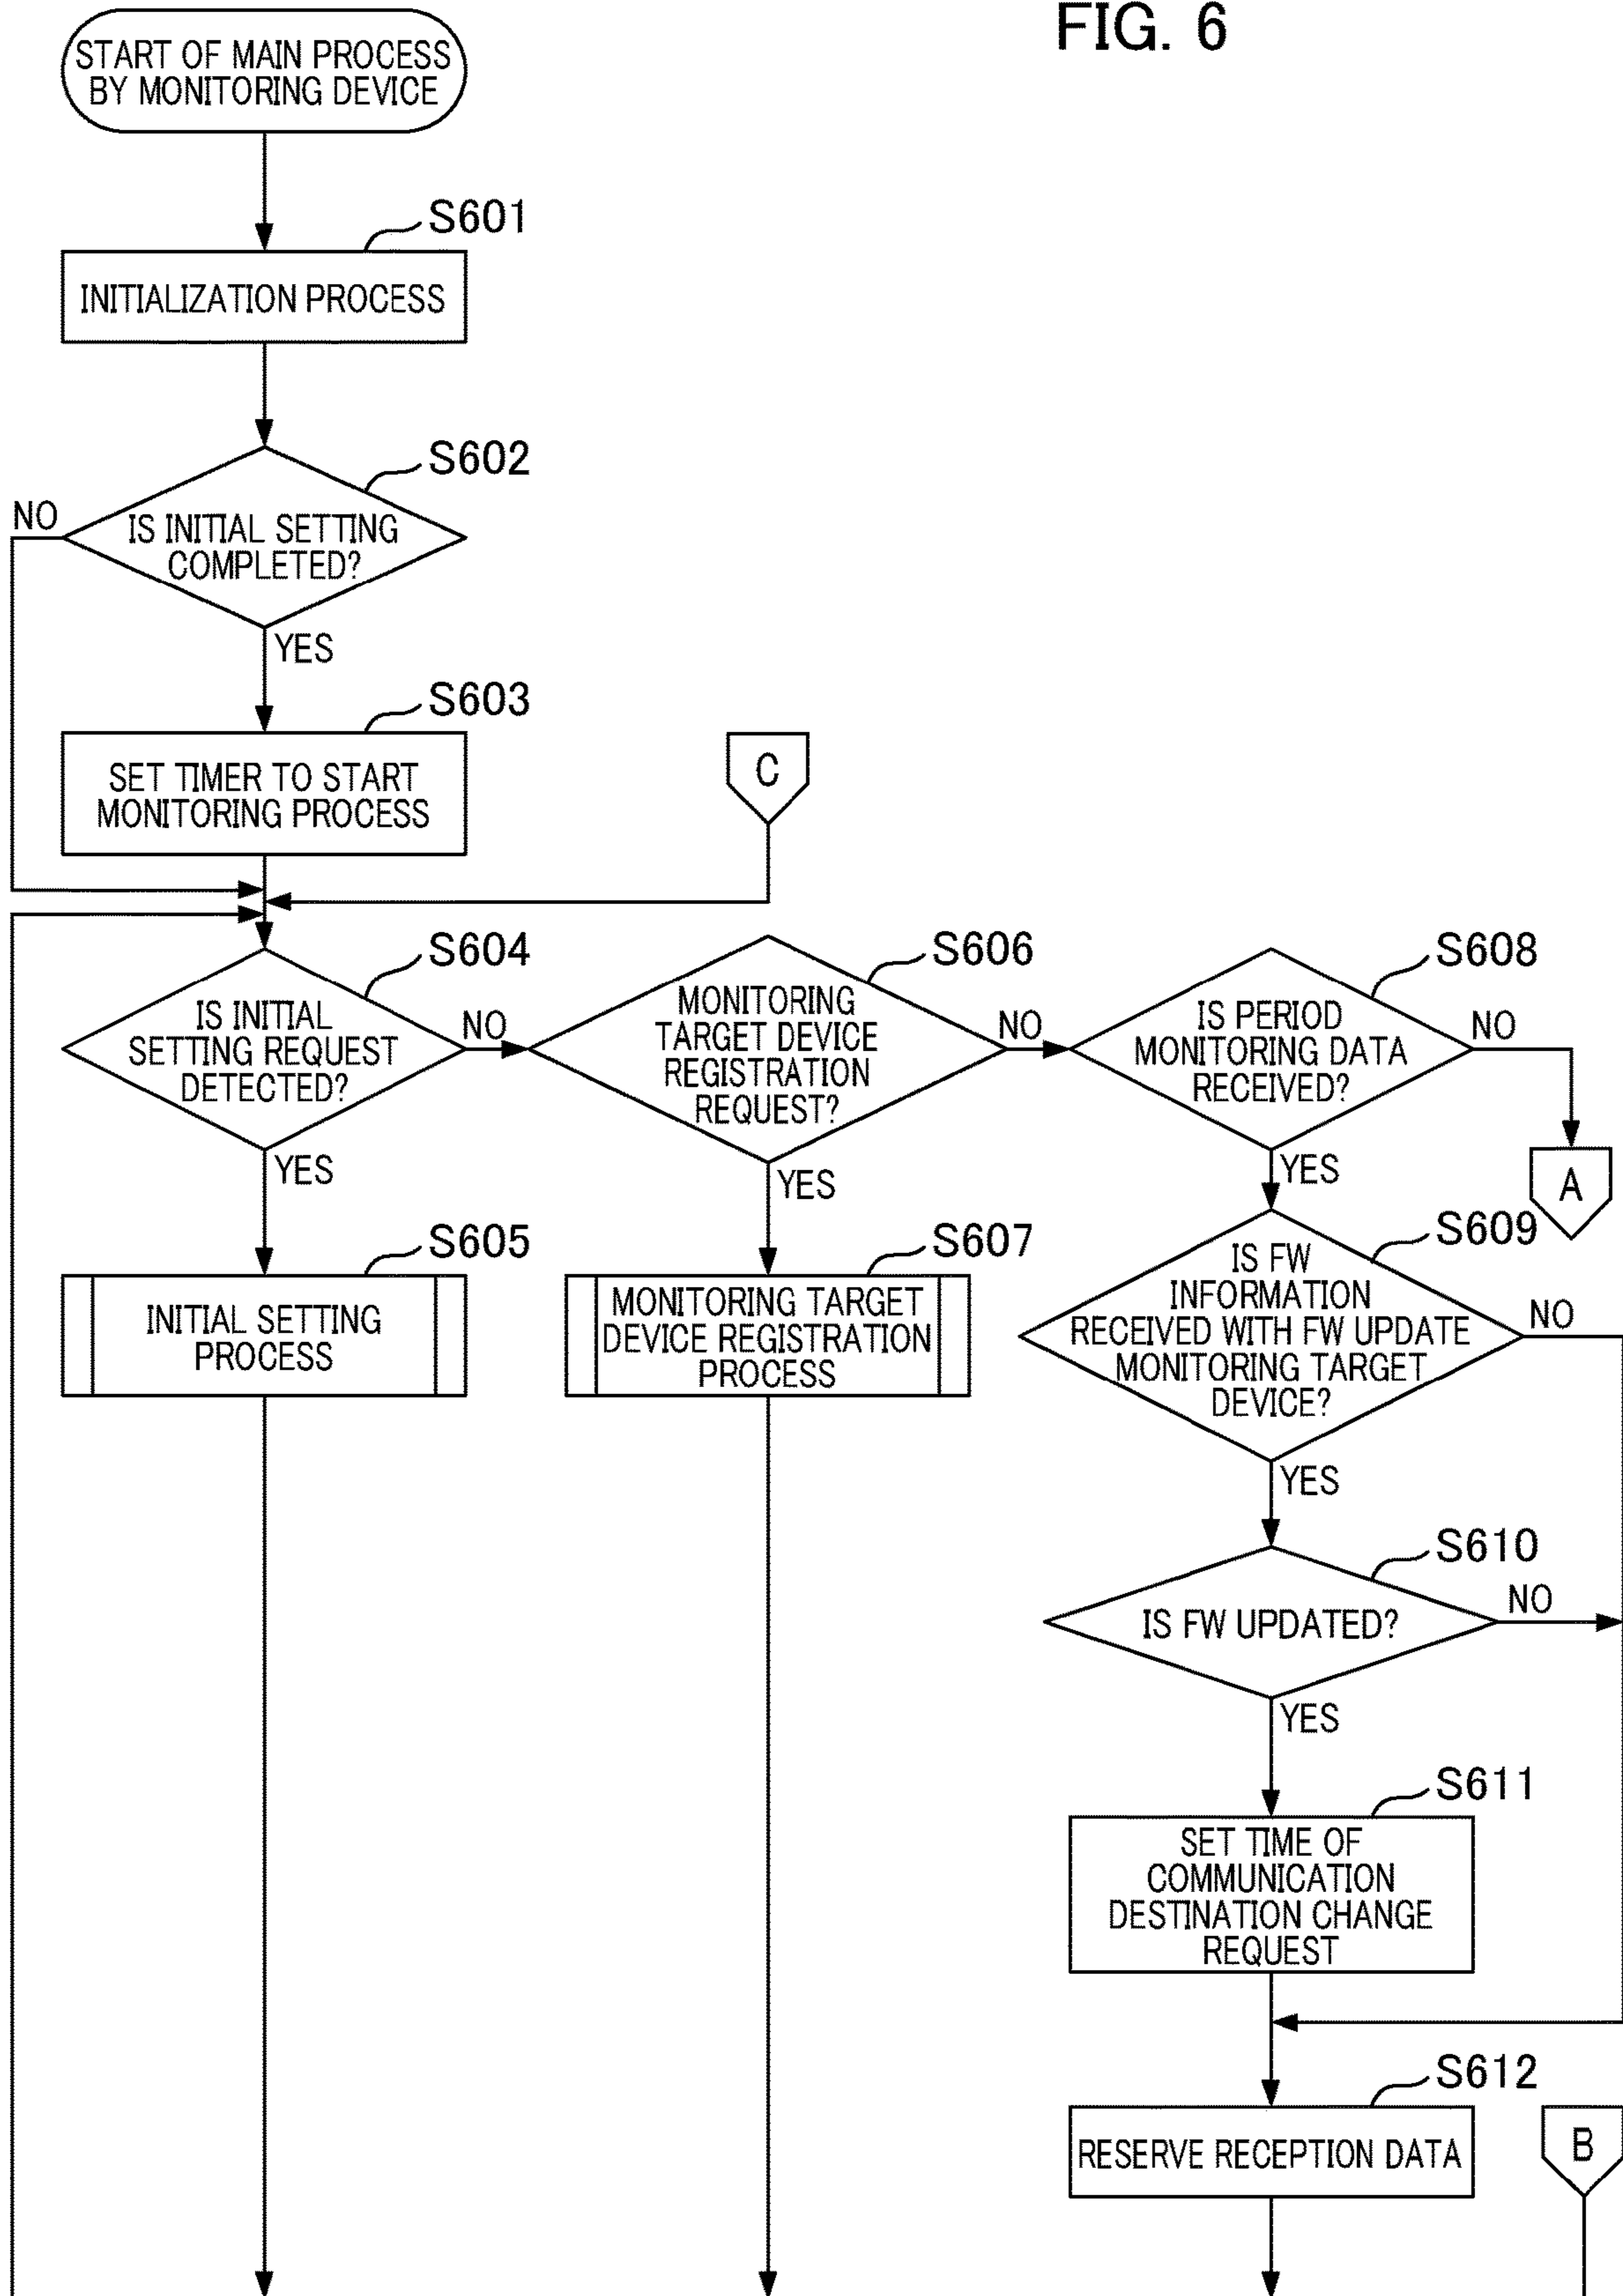 FIG. 6
START OF MAIN PROCESS
BY MONITORING DEVICE
S601
INITIALIZATION PROCESS
S602
NO
IS INITIAL SETTING
COMPLETED?
YES
S603
SET TIMER TO START
MONITORING PROCESS
C
S604
IS INITIAL
SETTING REQUEST
DETECTED?
NO
YES
S605
INITIAL SETTING
PROCESS
S606
MONITORING
TARGET DEVICE
REGISTRATION
REQUEST?
NO
YES
S607
MONITORING TARGET
DEVICE REGISTRATION
PROCESS
S608
IS PERIOD
MONITORING DATA
RECEIVED?
NO
A
YES
S609
IS FW
INFORMATION
RECEIVED WITH FW UPDATE
MONITORING TARGET
DEVICE?
NO
YES
S610
IS FW UPDATED?
NO
YES
S611
SET TIME OF
COMMUNICATION
DESTINATION CHANGE
REQUEST
S612
RESERVE RECEPTION DATA
B